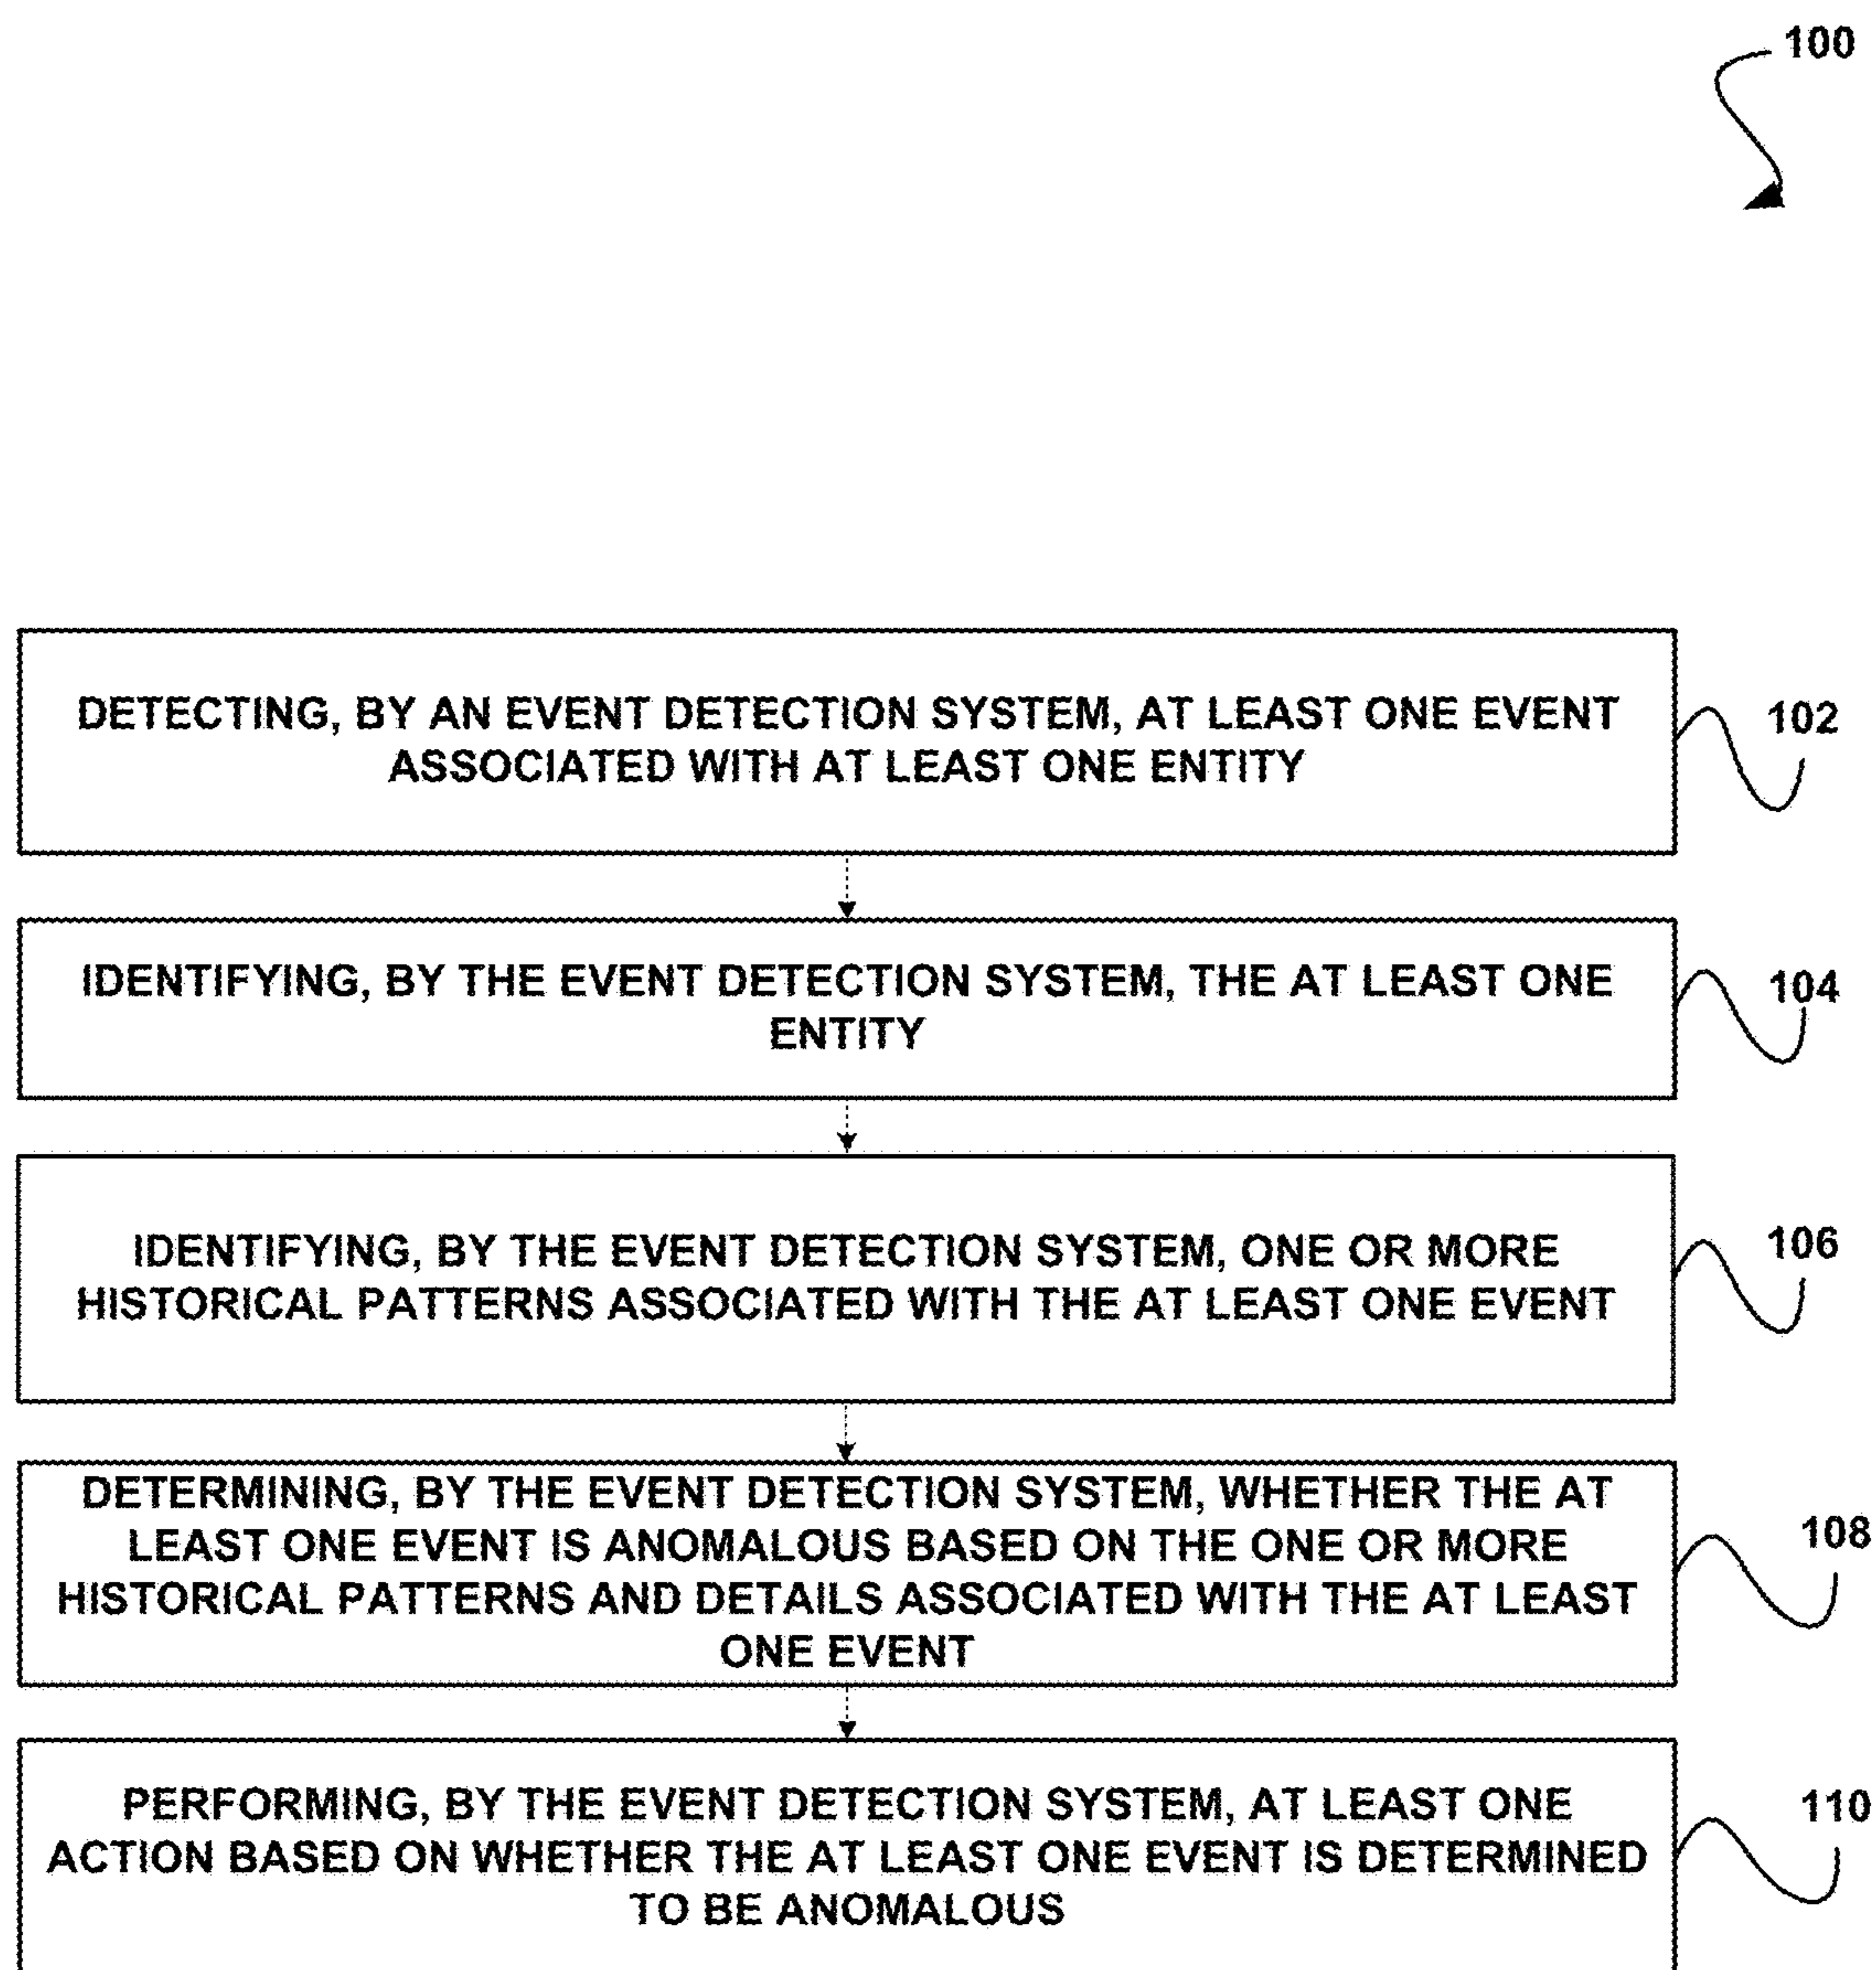 100
DETECTING, BY AN EVENT DETECTION SYSTEM, AT LEAST ONE EVENT
ASSOCIATED WITH AT LEAST ONE ENTITY
102
IDENTIFYING, BY THE EVENT DETECTION SYSTEM, THE AT LEAST ONE
ENTITY
104
IDENTIFYING, BY THE EVENT DETECTION SYSTEM, ONE OR MORE
HISTORICAL PATTERNS ASSOCIATED WITH THE AT LEAST ONE EVENT
106
DETERMINING, BY THE EVENT DETECTION SYSTEM, WHETHER THE AT
LEAST ONE EVENT IS ANOMALOUS BASED ON THE ONE OR MORE
HISTORICAL PATTERNS AND DETAILS ASSOCIATED WITH THE AT LEAST
ONE EVENT
108
PERFORMING, BY THE EVENT DETECTION SYSTEM, AT LEAST ONE
ACTION BASED ON WHETHER THE AT LEAST ONE EVENT IS DETERMINED
TO BE ANOMALOUS
110